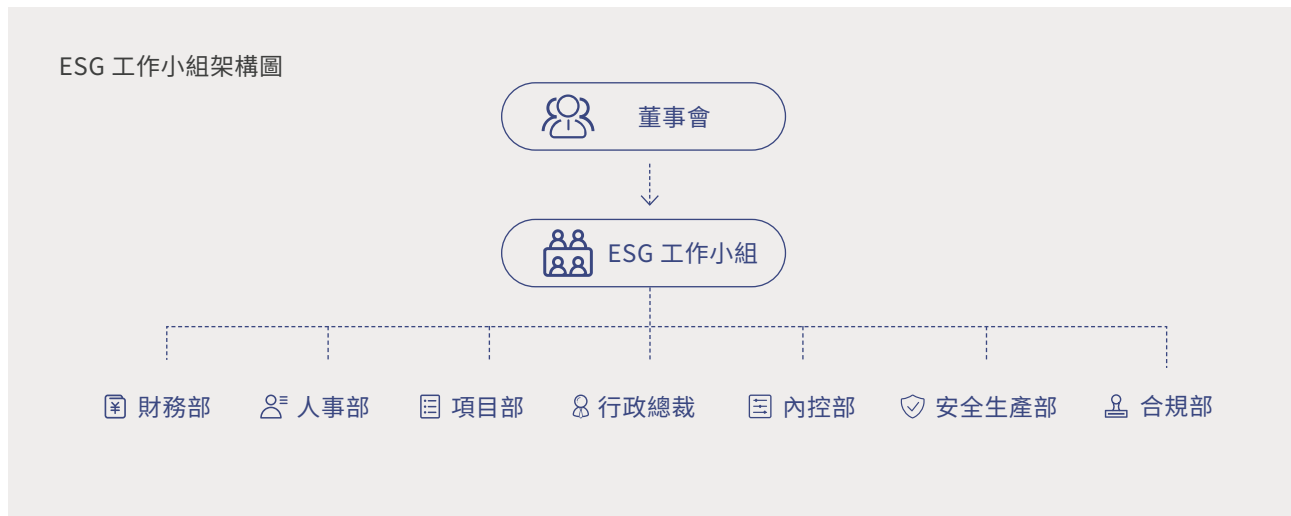 ESG 工作小組架構圖
董事會
ESG 工作小組
財務部 人事部 項目部 行政總裁 內控部 安全生產部 合規部